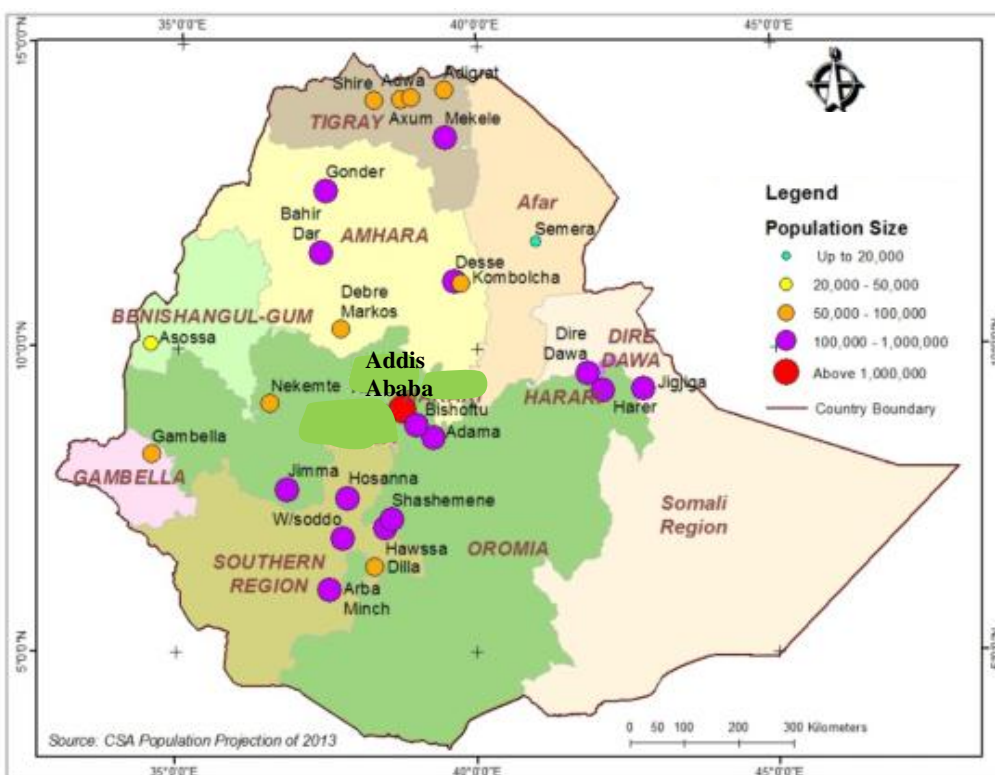 35°0'0"E
40°0'0"E
45°0'0"E
15°0'0"N
Shire
Adwa
Adigrat
TIGRAY
Axum
Mekele
Gonder
Bahir
Dar
AMHARA
Afar
Semera
Desse
Kombolcha
Debre
Markos
BENISHANGUL-GUM
Asossa
Dire
Dawa
DIRE
DAWA
10°0'0"N
Addis
Ababa
Nekemte
Bishoftu
Adama
HARARI
Harer
Jigjiga
Gambella
GAMBELLA
Jimma
Hosanna
Shashemene
W/soddo
Hawssa
Dilla
SOUTHERN
REGION
Arba
Minch
OROMIA
Somali
Region
5°0'0"N
Legend
Population Size
Up to 20,000
20,000 - 50,000
50,000 - 100,000
100,000 - 1,000,000
Above 1,000,000
Country Boundary
0 50 100 200 300 Kilometers
Source: CSA Population Projection of 2013
35°0'0"E
40°0'0"E
45°0'0"E